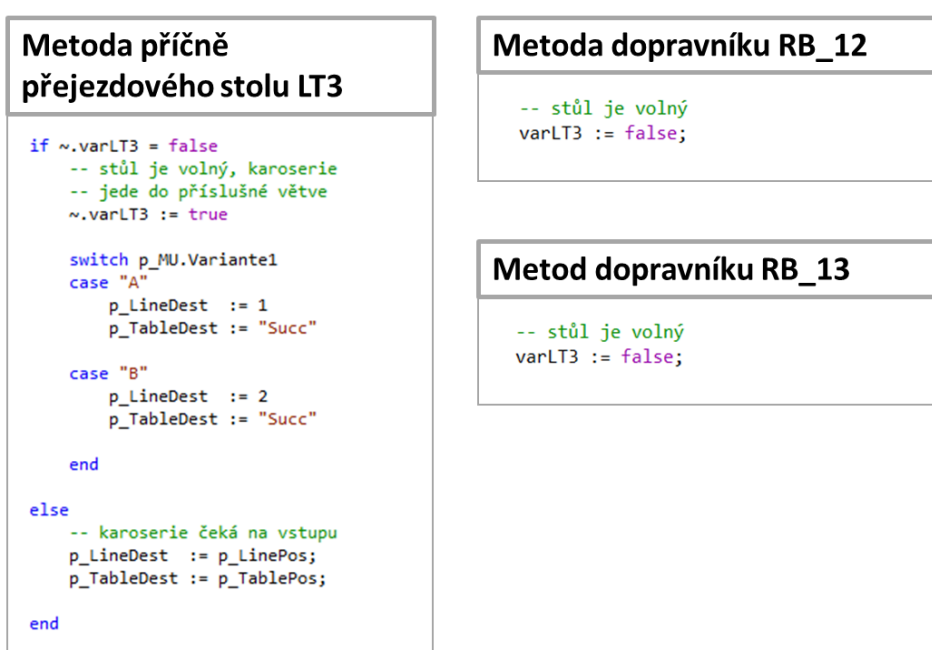 Metoda příčně
přejezdového stolu LT3
if ~.varLT3 = false
-- stůl je volný, karoserie
-- jede do příslušné větve
~.varLT3 := true
switch p_MU.Variante1
case "A"
p_LineDest := 1
p_TableDest := "Succ"
case "B"
p_LineDest := 2
p_TableDest := "Succ"
end
else
-- karoserie čeká na vstupu
p_LineDest := p_LinePos;
p_TableDest := p_TablePos;
end
Metoda dopravníku RB_12
-- stůl je volný
varLT3 := false;
Metod dopravníku RB_13
-- stůl je volný
varLT3 := false;